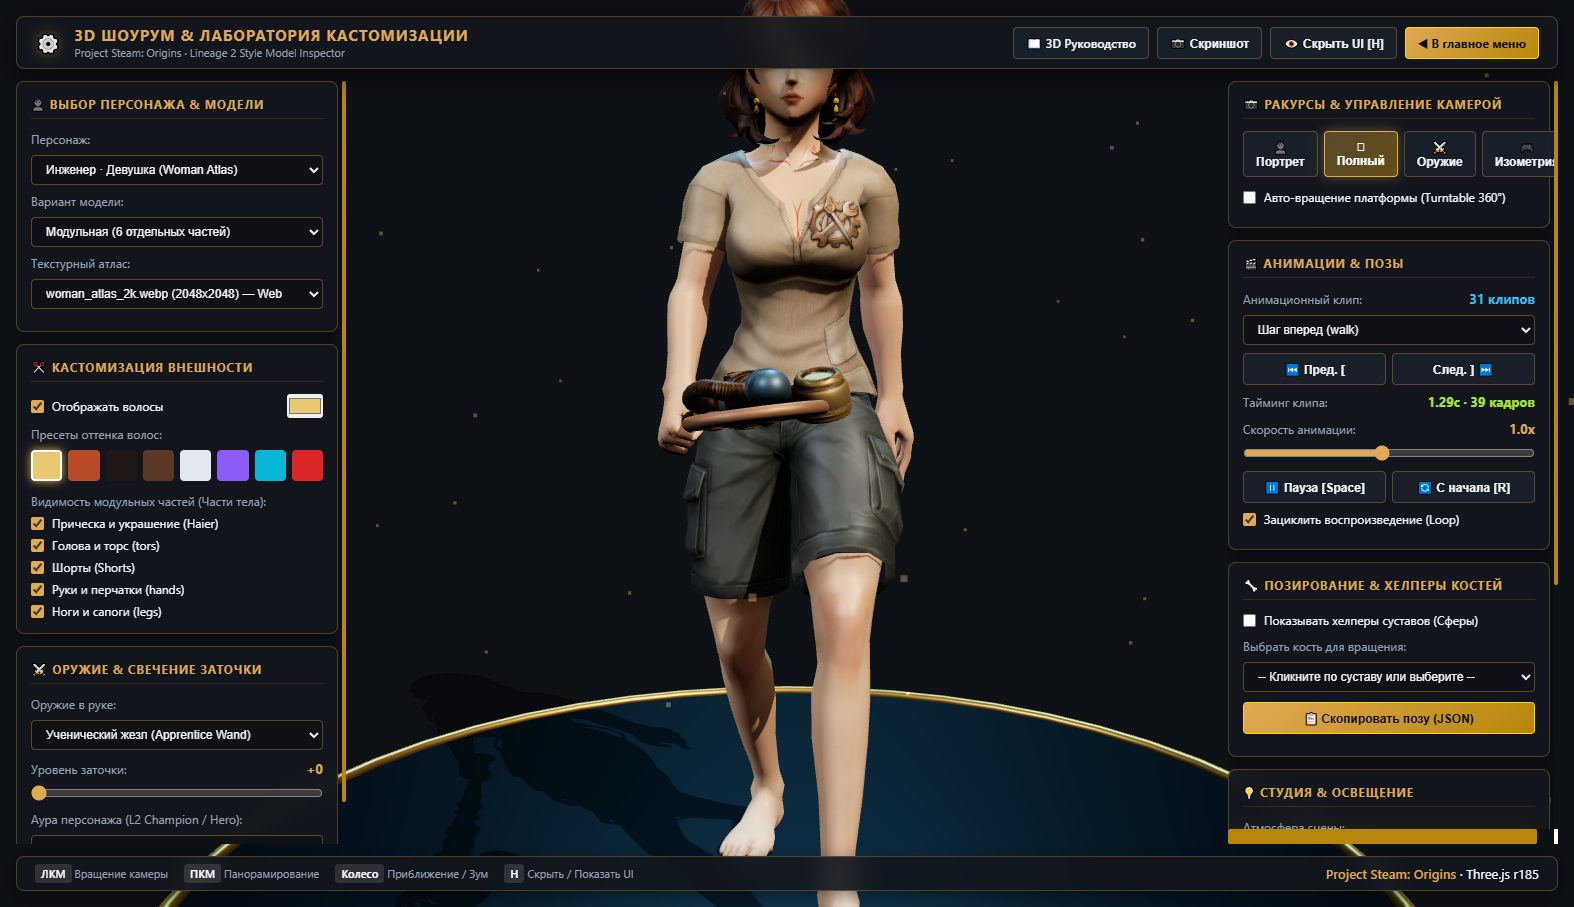 3D ШОУРУМ & ЛАБОРАТОРИЯ КАСТОМИЗАЦИИ
Project Steam: Origins · Lineage 2 Style Model Inspector
3D Руководство
Скриншот
Скрыть UI [H]
◀ В главное меню
ВЫБОР ПЕРСОНАЖА & МОДЕЛИ
Персонаж:
Инженер - Девушка (Woman Atlas)
Вариант модели:
Модульная (6 отдельных частей)
Текстурный атлас:
woman_atlas_2k.webp (2048x2048) — Web
КАСТОМИЗАЦИЯ ВНЕШНОСТИ
Отображать волосы
Пресеты оттенка волос:
Видимость модульных частей (Части тела):
Прическа и украшение (Haier)
Голова и торс (tors)
Шорты (Shorts)
Руки и перчатки (hands)
Ноги и сапоги (legs)
ОРУЖИЕ & СВЕЧЕНИЕ ЗАТОЧКИ
Оружие в руке:
Ученический жезл (Apprentice Wand)
Уровень заточки: +0
Аура персонажа (L2 Champion / Hero):
РАКУРСЫ & УПРАВЛЕНИЕ КАМЕРОЙ
Портрет
Полный
Оружие
Изометрия
Авто-вращение платформы (Turntable 360°)
АНИМАЦИИ & ПОЗЫ
Анимационный клип: 31 клипов
Шаг вперед (walk)
Пред. [
След. ]
Тайминг клипа: 1.29с · 39 кадров
Скорость анимации: 1.0x
Пауза [Space]
С начала [R]
Зациклить воспроизведение (Loop)
ПОЗИРОВАНИЕ & ХЕЛПЕРЫ КОСТЕЙ
Показывать хелперы суставов (Сферы)
Выбрать кость для вращения:
-- Кликните по суставу или выберите --
Скопировать позу (JSON)
СТУДИЯ & ОСВЕЩЕНИЕ
Атмосфера сцены:
ЛКМ Вращение камеры
ПКМ Панорамирование
Колесо Приближение / Зум
H Скрыть / Показать UI
Project Steam: Origins · Three.js r185